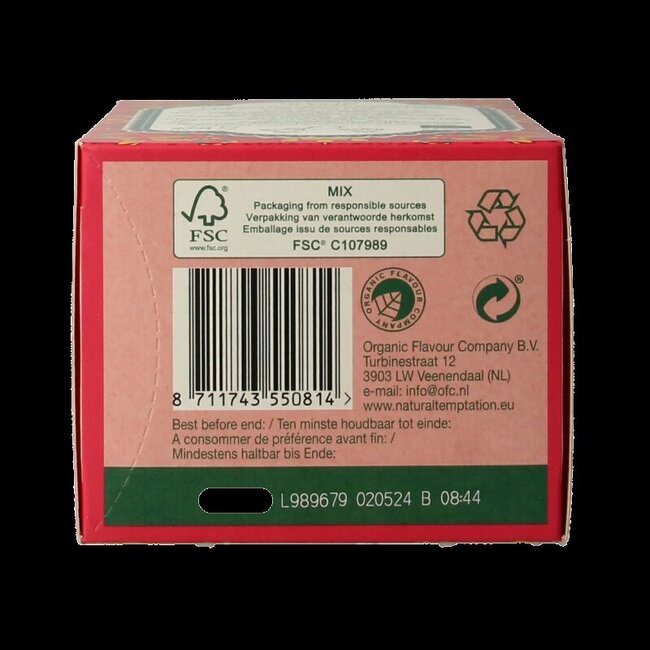 MIX
Packaging from responsible sources
Verpakking van verantwoorde herkomst
Emballage issu de sources responsables
FSC® C107989
FSC®
www.fsc.org
ORGANIC FLAVOUR COMPANY
8 711743 550814 >
Organic Flavour Company B.V.
Turbinestraat 12
3903 LW Veenendaal (NL)
e-mail: info@ofc.nl
www.naturaltemptation.eu
Best before end: / Ten minste houdbaar tot einde:
A consommer de préférence avant fin: /
Mindestens haltbar bis Ende:
L989679 020524 B 08:44